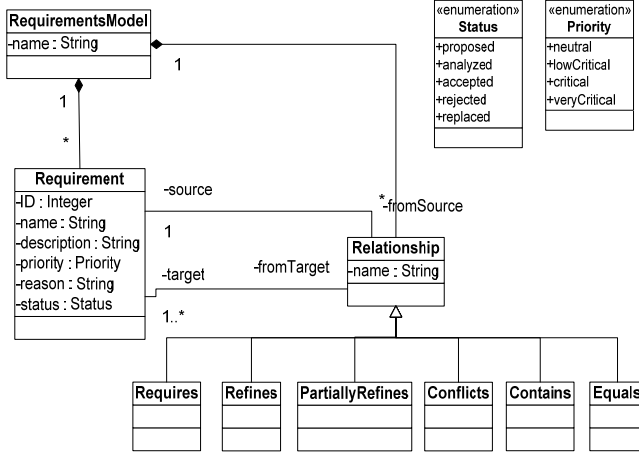 RequirementsModel
-name : String
1
1
*
«enumeration»
Status
+proposed
+analyzed
+accepted
+rejected
+replaced
«enumeration»
Priority
+neutral
+lowCritical
+critical
+veryCritical
Requirement
-ID : Integer
-name : String
-description : String
-priority : Priority
-reason : String
-status : Status
-source
1
*
-fromSource
-target
1..*
-fromTarget
Relationship
-name : String
Requires
Refines
PartiallyRefines
Conflicts
Contains
Equals